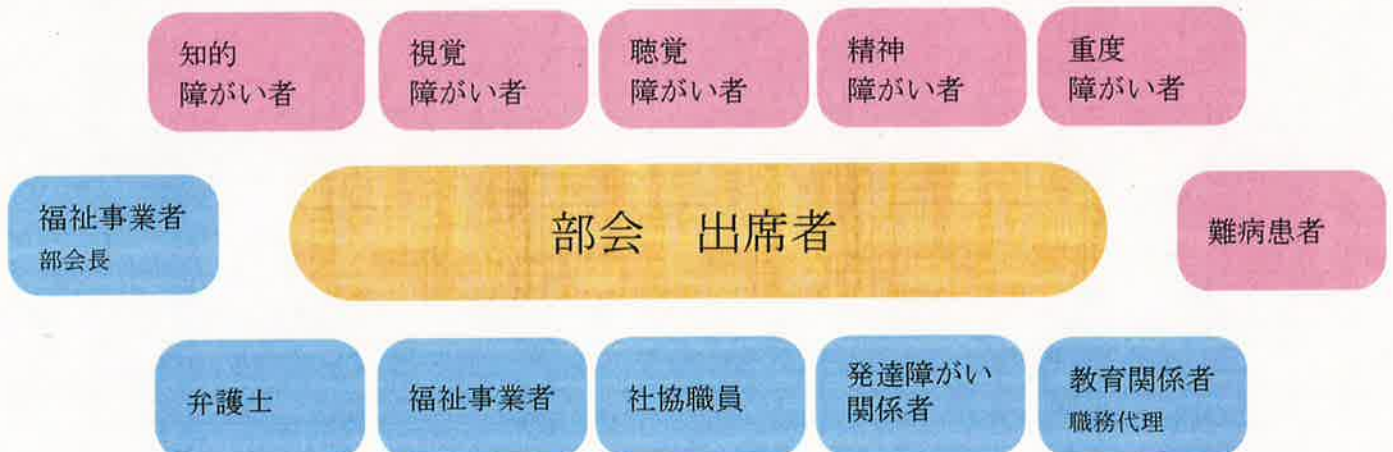 知的
障がい者
視覚
障がい者
聴覚
障がい者
精神
障がい者
重度
障がい者
福祉事業者
部会長
部会　出席者
難病患者
弁護士
福祉事業者
社協職員
発達障がい
関係者
教育関係者
職務代理